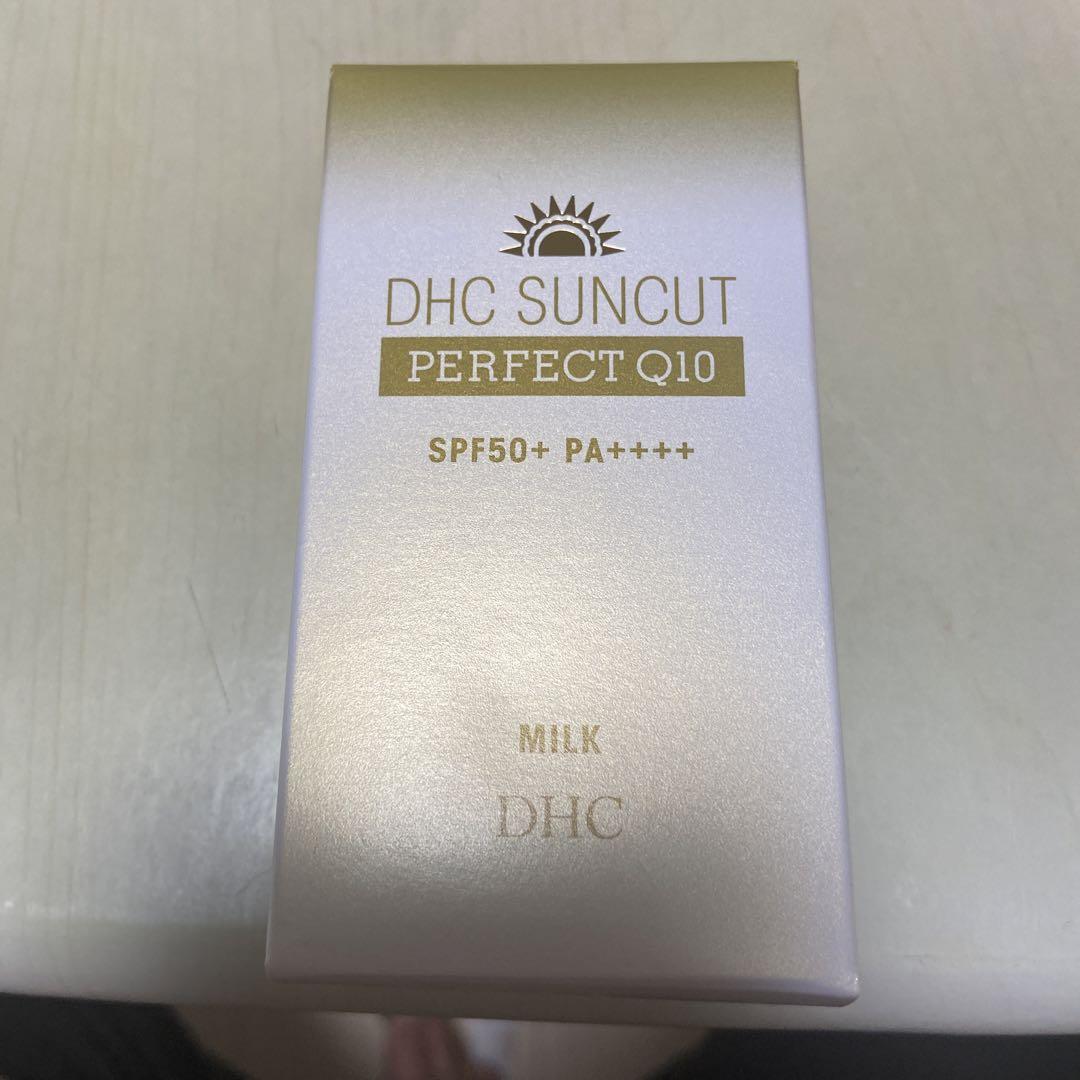 DHC SUNCUT
PERFECT Q10
SPF50+ PA++++
MILK
DHC